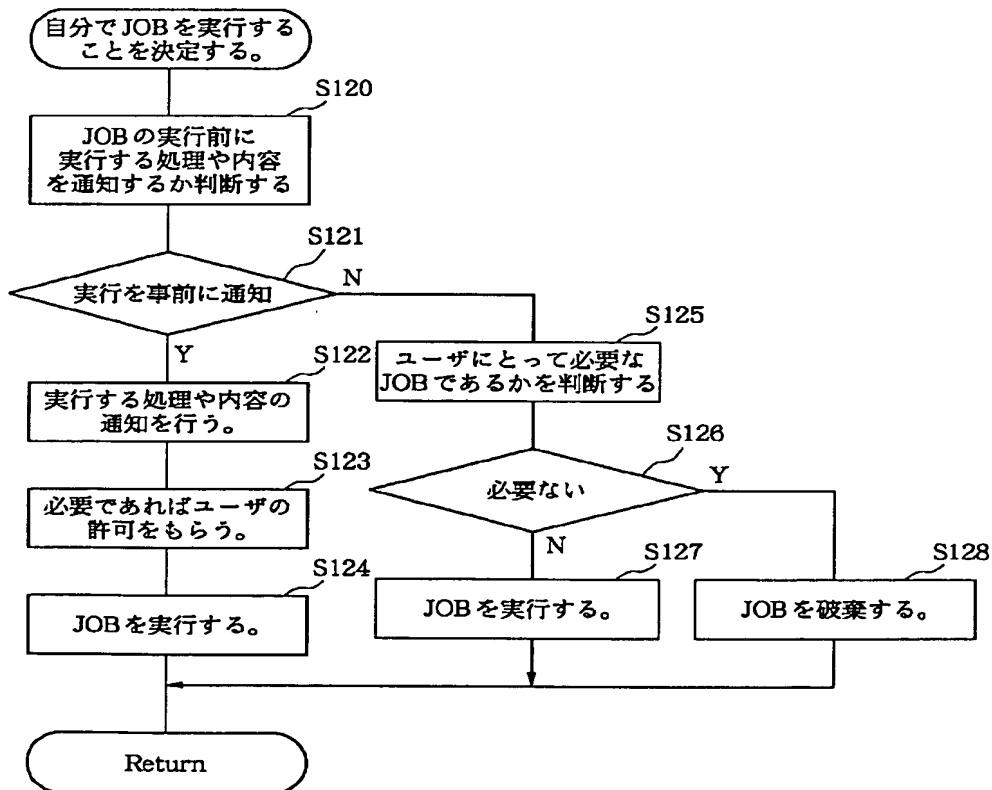 自分でJOBを実行する
ことを決定する。
S120
JOBの実行前に
実行する処理や内容
を通知するか判断する
S121
実行を事前に通知
N
Y
S122
実行する処理や内容の
通知を行う。
S123
必要であればユーザの
許可をもらう。
S124
JOBを実行する。
S125
ユーザにとって必要な
JOBであるかを判断する
S126
必要ない
Y
N
S127
JOBを実行する。
S128
JOBを破棄する。
Return